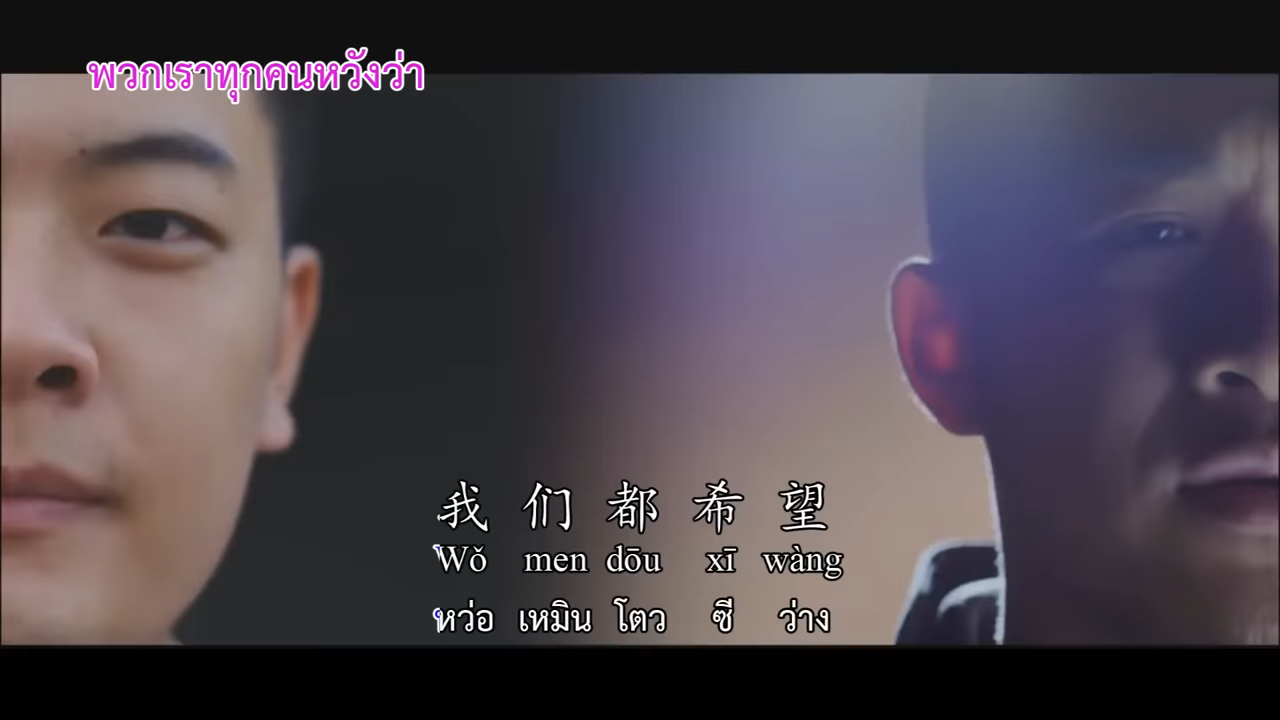 พวกเราทุกคนหวังว่า
我 们 都 希 望
Wǒ men dōu xī wàng
หว่อ เหมิน โตว ซี ว่าง